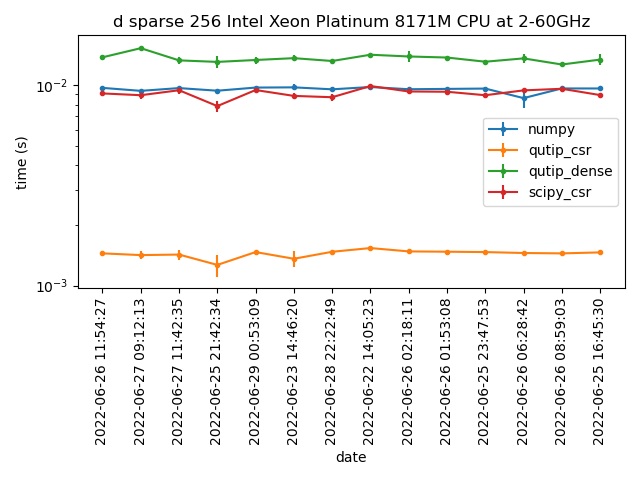 d sparse 256 Intel Xeon Platinum 8171M CPU at 2-60GHz
time (s)
10^-2
10^-3
numpy
qutip_csr
qutip_dense
scipy_csr
2022-06-26 11:54:27
2022-06-27 09:12:13
2022-06-27 11:42:35
2022-06-25 21:42:34
2022-06-29 00:53:09
2022-06-23 14:46:20
2022-06-28 22:22:49
2022-06-22 14:05:23
2022-06-26 02:18:11
2022-06-26 01:53:08
2022-06-25 23:47:53
2022-06-26 06:28:42
2022-06-26 08:59:03
2022-06-25 16:45:30
date